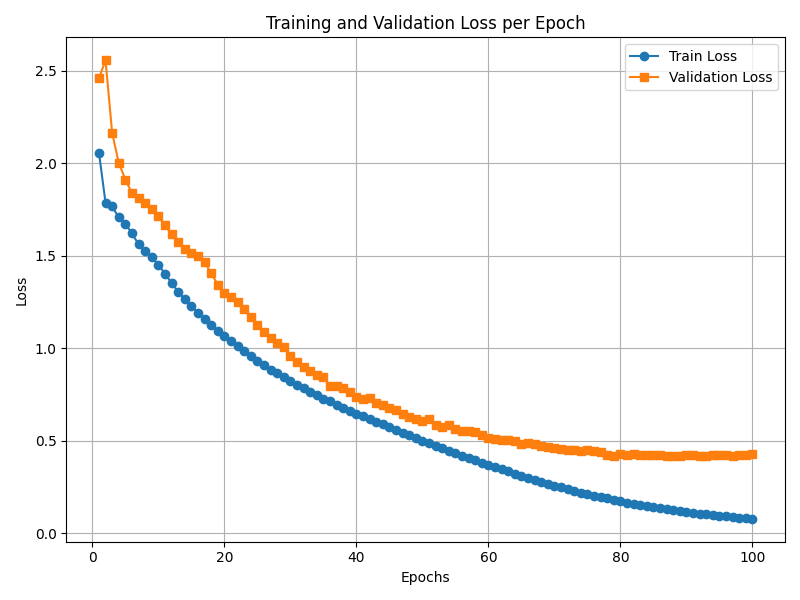 Training and Validation Loss per Epoch
Train Loss
Validation Loss
2.5
2.0
1.5
1.0
0.5
0.0
Loss
0 20 40 60 80 100
Epochs